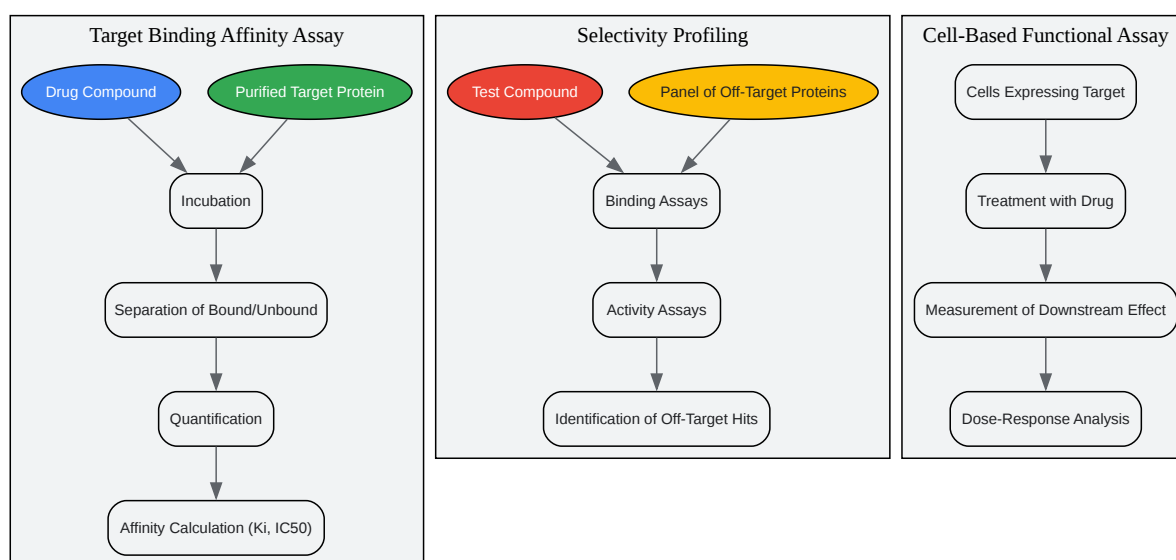 Target Binding Affinity Assay
Drug Compound
Purified Target Protein
Incubation
Separation of Bound/Unbound
Quantification
Affinity Calculation (Ki, IC50)
Selectivity Profiling
Test Compound
Panel of Off-Target Proteins
Binding Assays
Activity Assays
Identification of Off-Target Hits
Cell-Based Functional Assay
Cells Expressing Target
Treatment with Drug
Measurement of Downstream Effect
Dose-Response Analysis